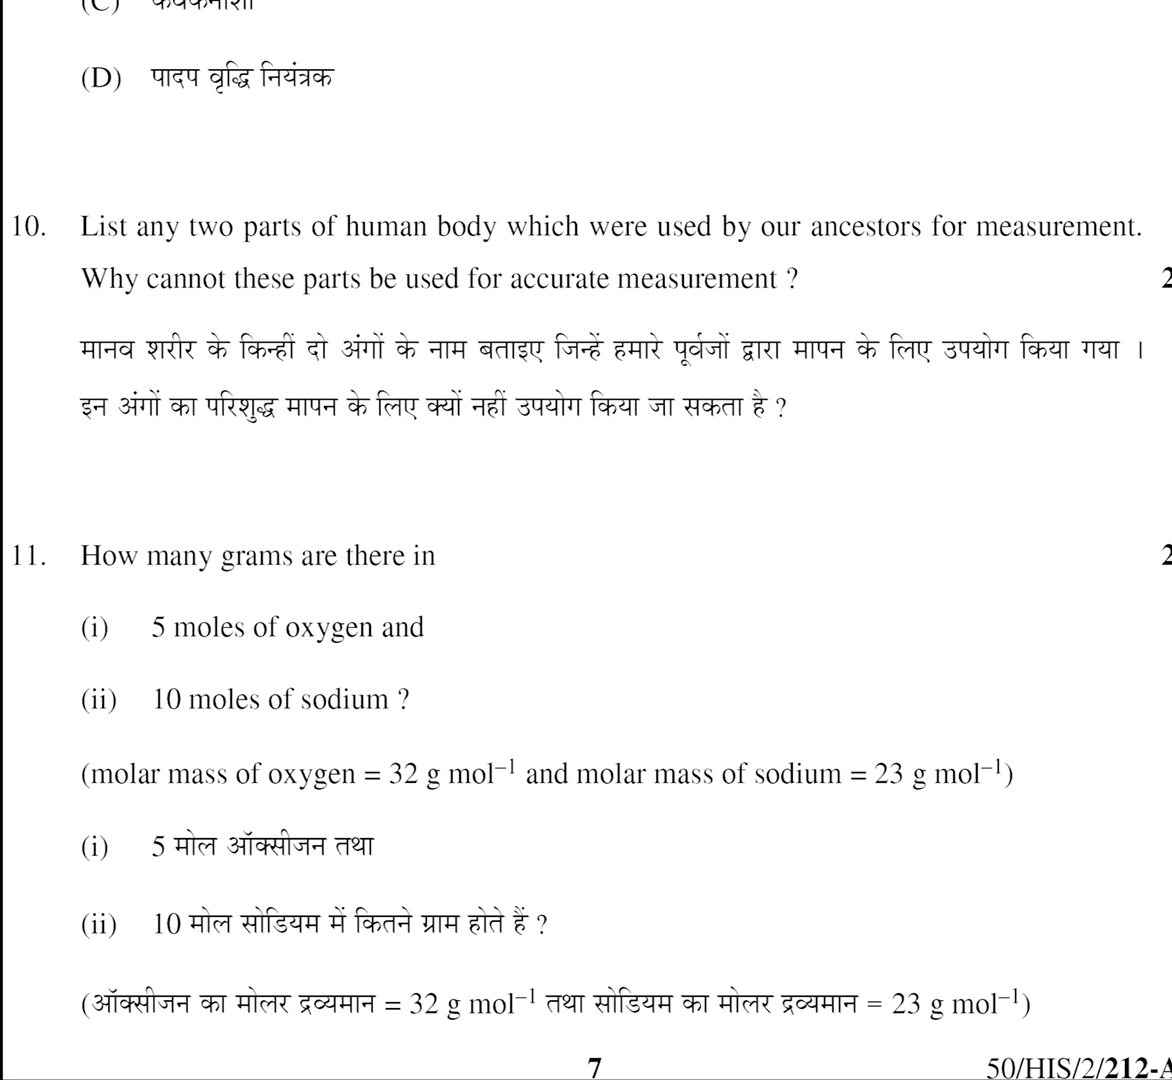 (C) कवकनाशी
(D) पादप वृद्धि नियंत्रक
10. List any two parts of human body which were used by our ancestors for measurement.
Why cannot these parts be used for accurate measurement ? 2
मानव शरीर के किन्हीं दो अंगों के नाम बताइए जिन्हें हमारे पूर्वजों द्वारा मापन के लिए उपयोग किया गया ।
इन अंगों का परिशुद्ध मापन के लिए क्यों नहीं उपयोग किया जा सकता है ?
11. How many grams are there in 2
(i) 5 moles of oxygen and
(ii) 10 moles of sodium ?
(molar mass of oxygen = 32 g mol⁻¹ and molar mass of sodium = 23 g mol⁻¹)
(i) 5 मोल ऑक्सीजन तथा
(ii) 10 मोल सोडियम में कितने ग्राम होते हैं ?
(ऑक्सीजन का मोलर द्रव्यमान = 32 g mol⁻¹ तथा सोडियम का मोलर द्रव्यमान = 23 g mol⁻¹)
7 50/HIS/2/212-A